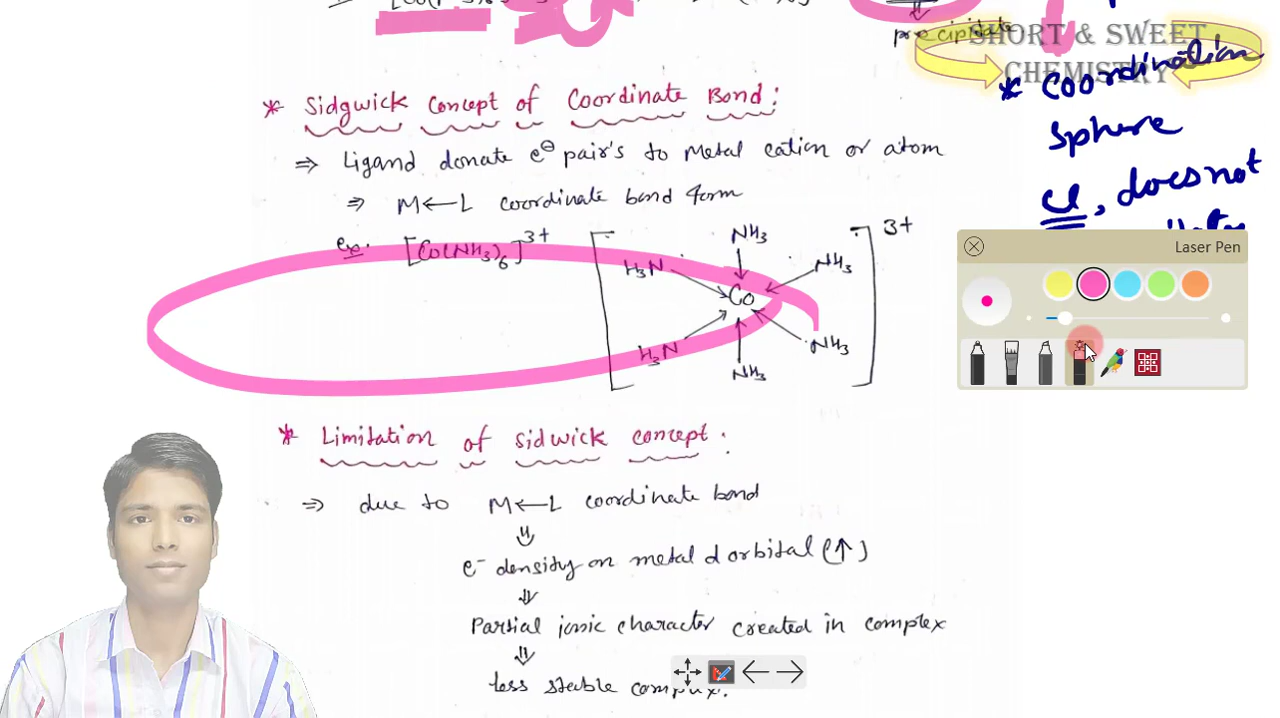 precipitate
SHORT & SWEET
CHEMISTRY
* Coordination
Sphere
Cl, does not
* Sidgwick Concept of Coordinate Bond:
⇒ Ligand donate e⊖ pair's to Metal cation or atom
⇒ M←L coordinate bond form
ex: [Co(NH3)6]3+
[ ]3+
NH3
H3N
NH3
Co
H3N
NH3
NH3
Laser Pen
* Limitation of Sidwick concept:
⇒ due to M←L coordinate bond
⇓
e- density on metal d orbital (↑)
⇓
Partial ionic character created in complex
⇓
less stable complex.